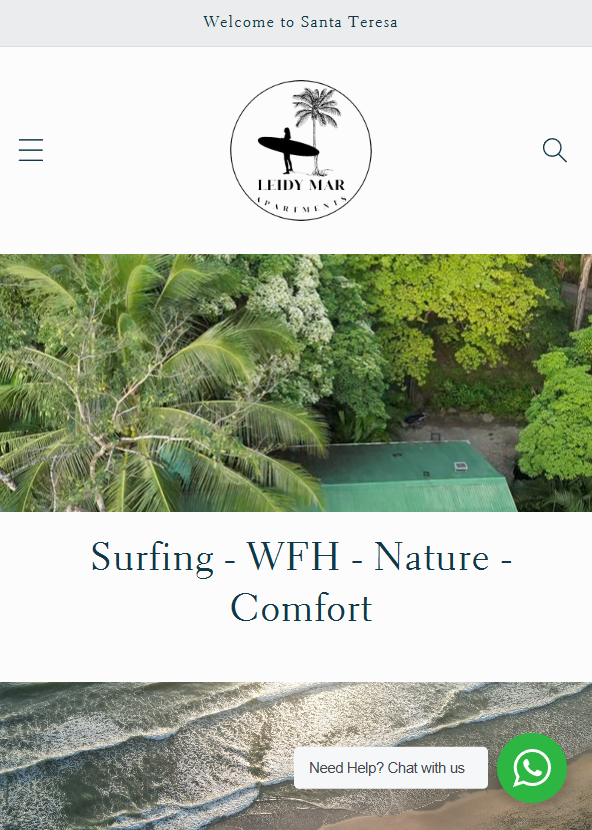 Welcome to Santa Teresa
LEIDY MAR
APARTMENTS
Surfing - WFH - Nature -
Comfort
Need Help? Chat with us